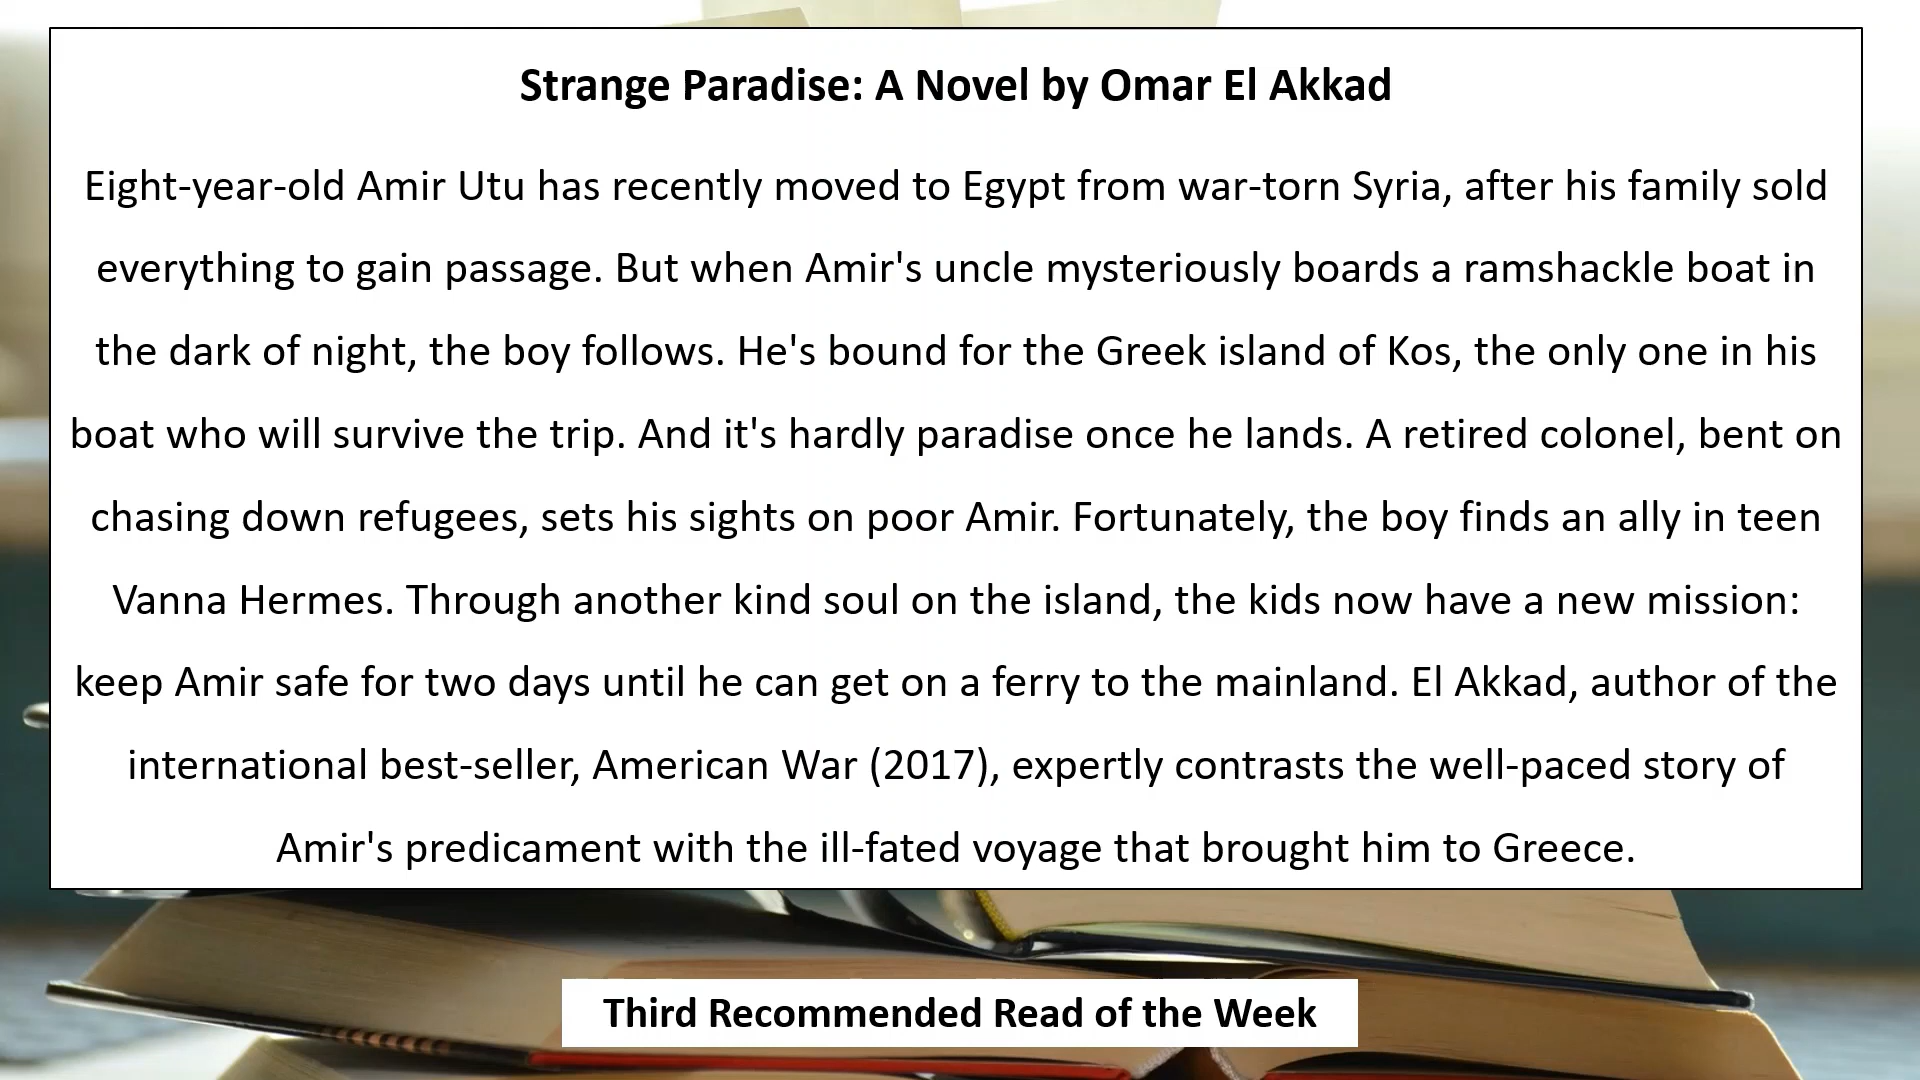 Strange Paradise: A Novel by Omar El Akkad
Eight-year-old Amir Utu has recently moved to Egypt from war-torn Syria, after his family sold
everything to gain passage. But when Amir's uncle mysteriously boards a ramshackle boat in
the dark of night, the boy follows. He's bound for the Greek island of Kos, the only one in his
boat who will survive the trip. And it's hardly paradise once he lands. A retired colonel, bent on
chasing down refugees, sets his sights on poor Amir. Fortunately, the boy finds an ally in teen
Vanna Hermes. Through another kind soul on the island, the kids now have a new mission:
keep Amir safe for two days until he can get on a ferry to the mainland. El Akkad, author of the
international best-seller, American War (2017), expertly contrasts the well-paced story of
Amir's predicament with the ill-fated voyage that brought him to Greece.
Third Recommended Read of the Week